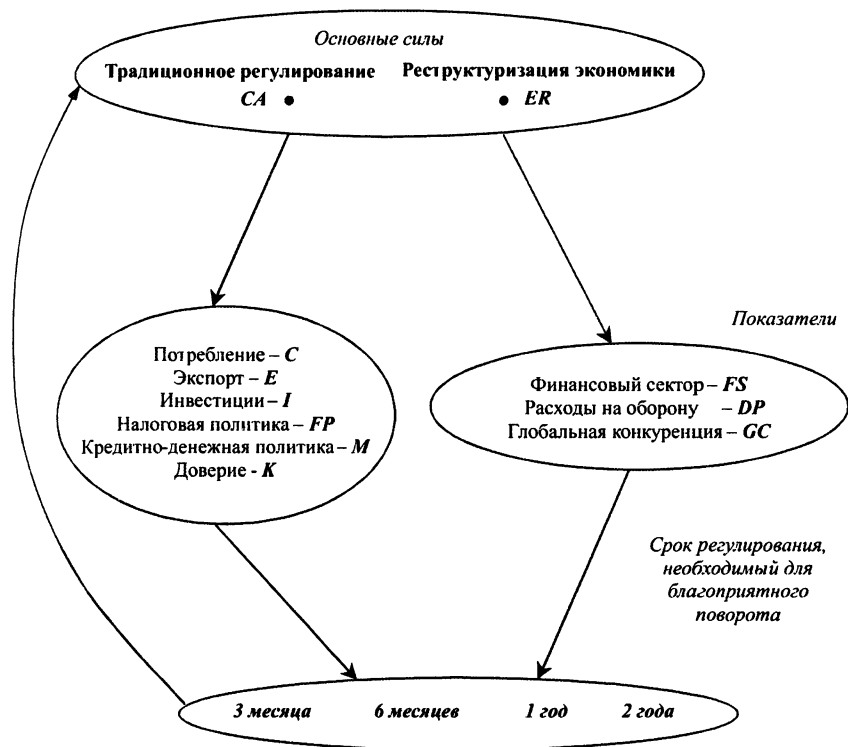 Основные силы
Традиционное регулирование Реструктуризация экономики
CA • • ER
Показатели
Потребление – C
Экспорт – E
Инвестиции – I
Налоговая политика – FP
Кредитно-денежная политика – M
Доверие - K
Финансовый сектор – FS
Расходы на оборону – DP
Глобальная конкуренция – GC
Срок регулирования,
необходимый для
благоприятного
поворота
3 месяца 6 месяцев 1 год 2 года